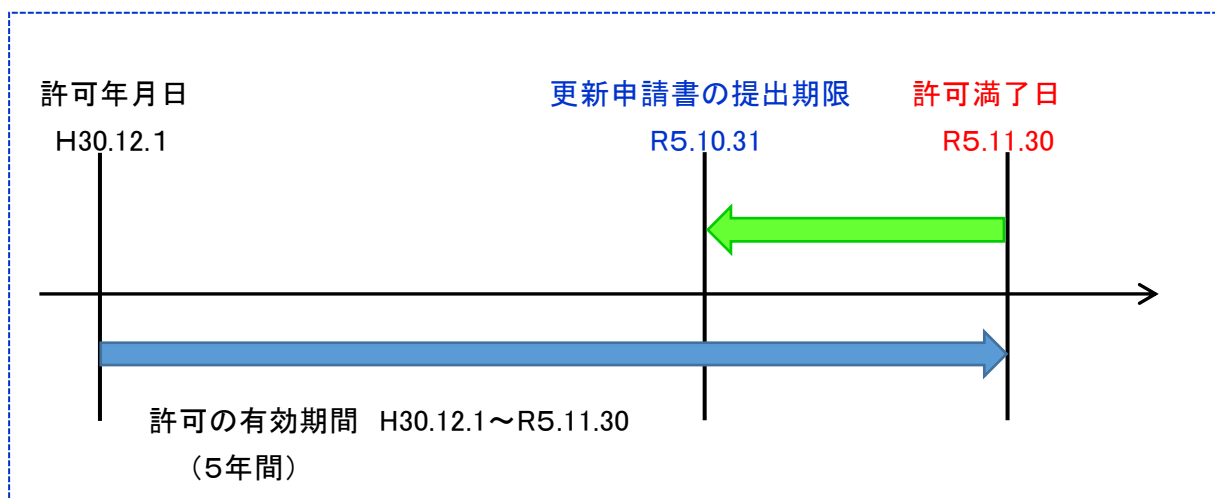 許可年月日
H30.12.1
更新申請書の提出期限
R5.10.31
許可満了日
R5.11.30
許可の有効期間 H30.12.1～R5.11.30
（5年間）